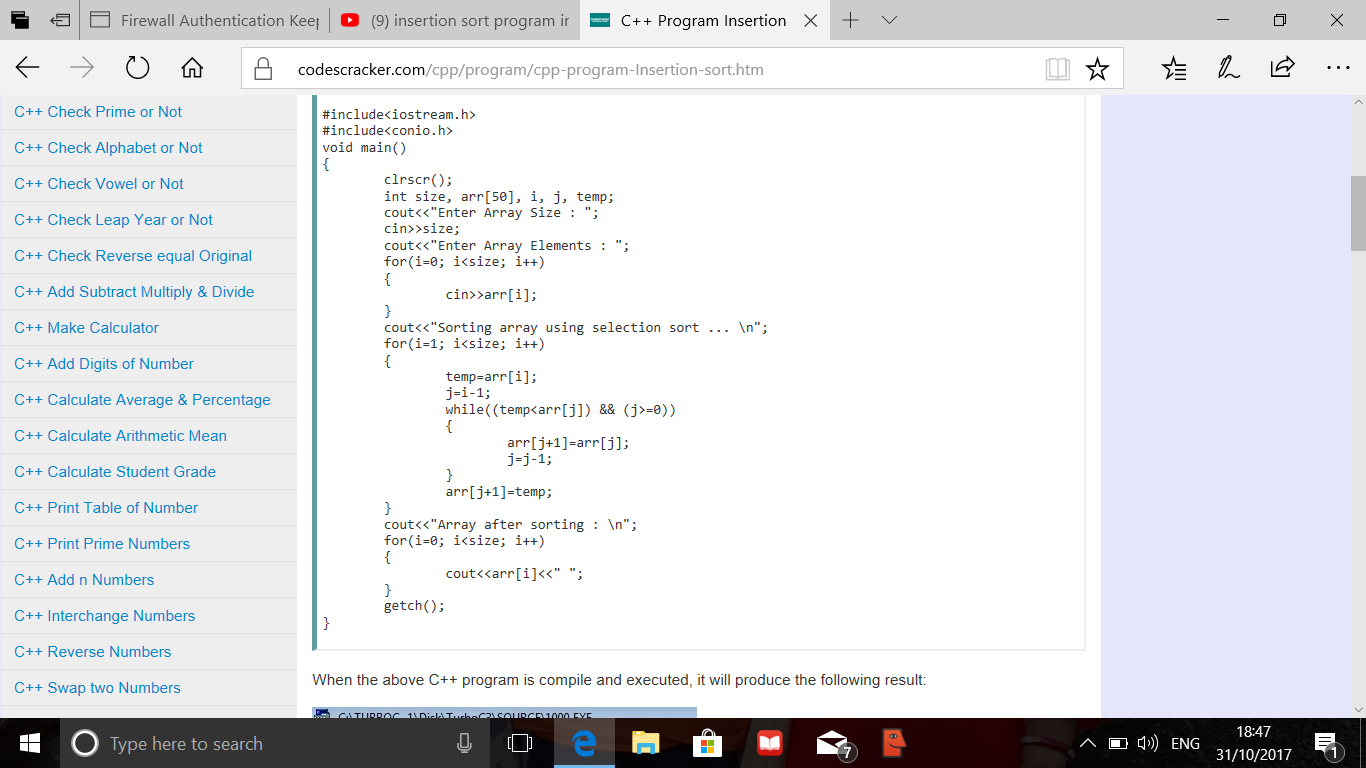 Firewall Authentication Keep
(9) insertion sort program in
C++ Program Insertion
codescracker.com/cpp/program/cpp-program-Insertion-sort.htm
C++ Check Prime or Not
C++ Check Alphabet or Not
C++ Check Vowel or Not
C++ Check Leap Year or Not
C++ Check Reverse equal Original
C++ Add Subtract Multiply & Divide
C++ Make Calculator
C++ Add Digits of Number
C++ Calculate Average & Percentage
C++ Calculate Arithmetic Mean
C++ Calculate Student Grade
C++ Print Table of Number
C++ Print Prime Numbers
C++ Add n Numbers
C++ Interchange Numbers
C++ Reverse Numbers
C++ Swap two Numbers
#include<iostream.h>
#include<conio.h>
void main()
{
clrscr();
int size, arr[50], i, j, temp;
cout<<"Enter Array Size : ";
cin>>size;
cout<<"Enter Array Elements : ";
for(i=0; i<size; i++)
{
cin>>arr[i];
}
cout<<"Sorting array using selection sort ... \n";
for(i=1; i<size; i++)
{
temp=arr[i];
j=i-1;
while((temp<arr[j]) && (j>=0))
{
arr[j+1]=arr[j];
j=j-1;
}
arr[j+1]=temp;
}
cout<<"Array after sorting : \n";
for(i=0; i<size; i++)
{
cout<<arr[i]<<" ";
}
getch();
}
When the above C++ program is compile and executed, it will produce the following result:
C:\TURBOC~1\Disk\TurboC3\SOURCE\1000.EXE
Type here to search
7
ENG
18:47
31/10/2017
1